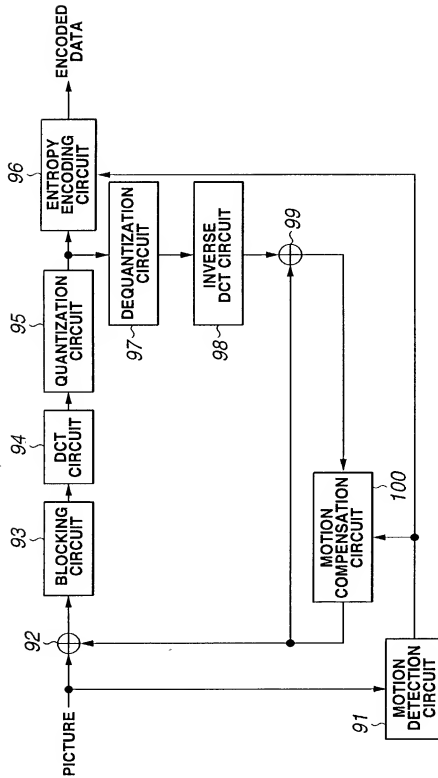 PICTURE
92
93
BLOCKING
CIRCUIT
94
DCT
CIRCUIT
95
QUANTIZATION
CIRCUIT
96
ENTROPY
ENCODING
CIRCUIT
ENCODED
DATA
97
DEQUANTIZATION
CIRCUIT
98
INVERSE
DCT CIRCUIT
99
MOTION
COMPENSATION
CIRCUIT
100
91
MOTION
DETECTION
CIRCUIT